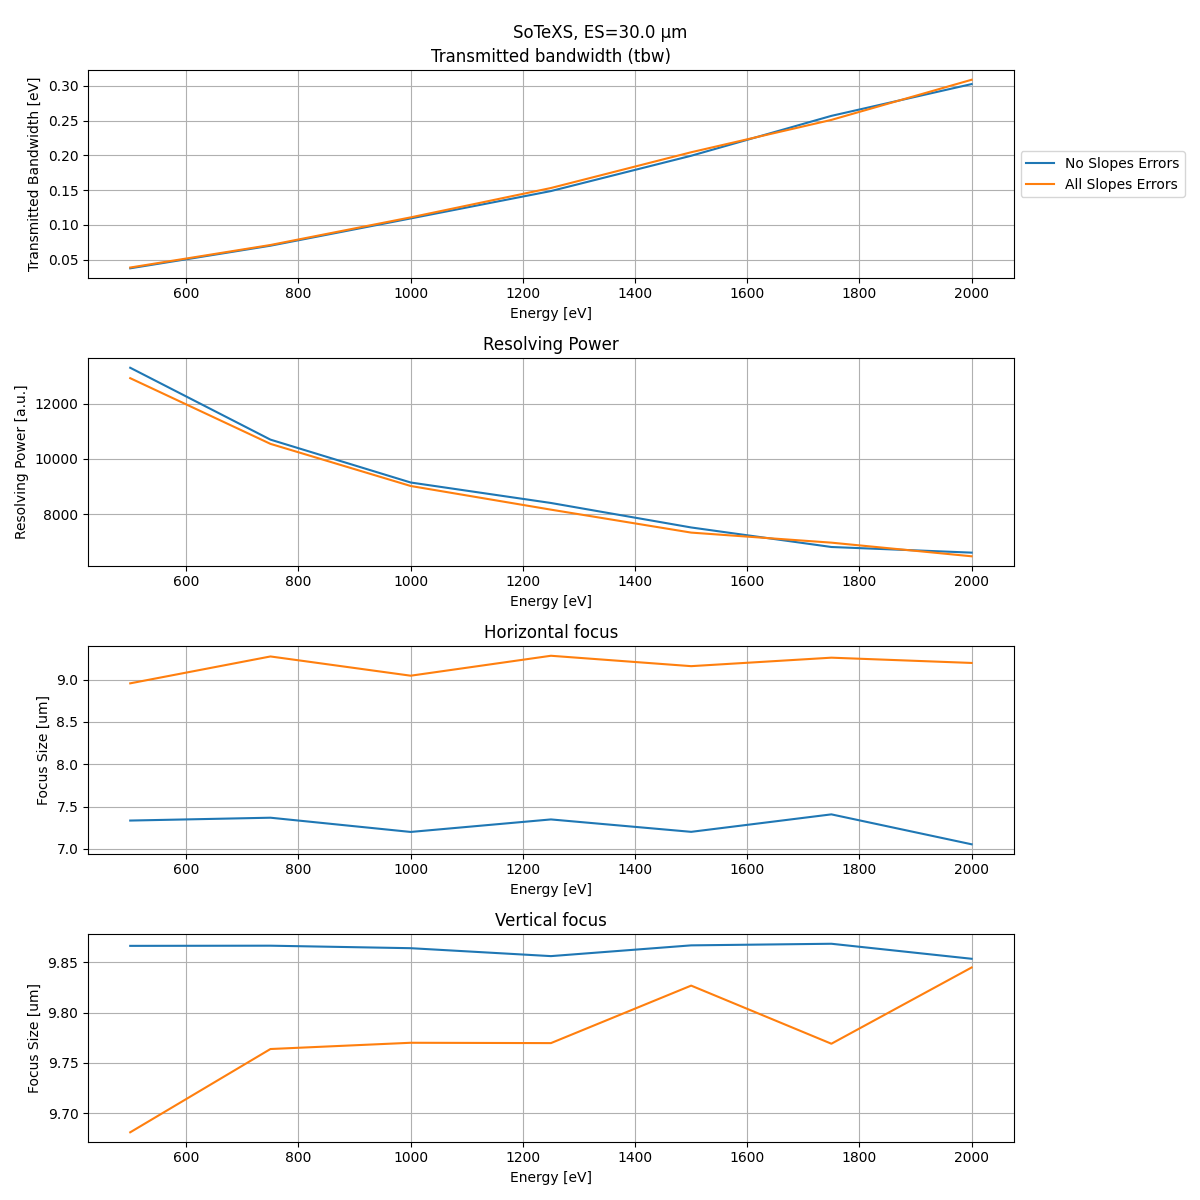 SoTeXS, ES=30.0 μm
Transmitted bandwidth (tbw)
Transmitted Bandwidth [eV]
0.30
0.25
0.20
0.15
0.10
0.05
600 800 1000 1200 1400 1600 1800 2000
Energy [eV]
No Slopes Errors
All Slopes Errors
Resolving Power
Resolving Power [a.u.]
12000
10000
8000
600 800 1000 1200 1400 1600 1800 2000
Energy [eV]
Horizontal focus
Focus Size [um]
9.0
8.5
8.0
7.5
7.0
600 800 1000 1200 1400 1600 1800 2000
Energy [eV]
Vertical focus
Focus Size [um]
9.85
9.80
9.75
9.70
600 800 1000 1200 1400 1600 1800 2000
Energy [eV]